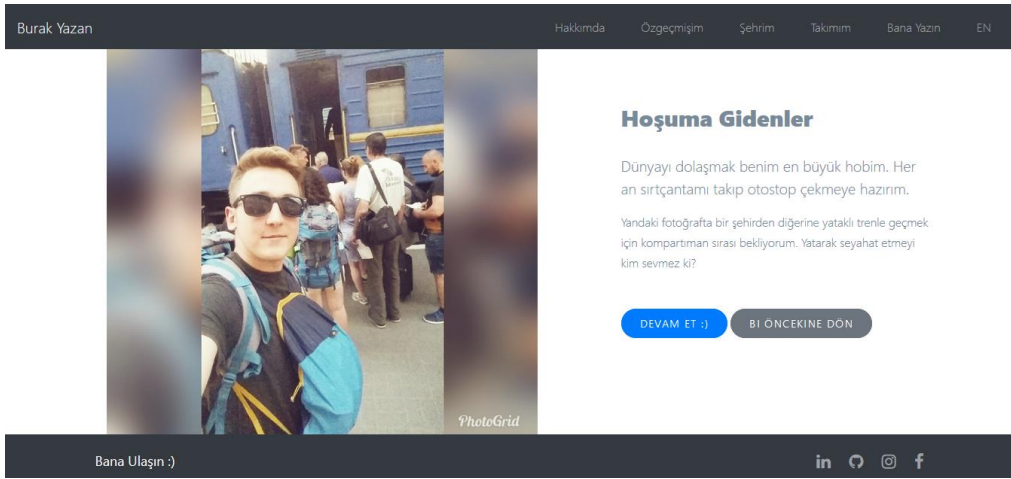 Burak Yazan
Hakkımda Özgeçmişim Şehrim Takımım Bana Yazın EN
Hoşuma Gidenler
Dünyayı dolaşmak benim en büyük hobim. Her
an sırtçantamı takıp otostop çekmeye hazırım.
Yandaki fotoğrafta bir şehirden diğerine yataklı trenle geçmek
için kompartıman sırası bekliyorum. Yatarak seyahat etmeyi
kim sevmez ki?
DEVAM ET :) BI ÖNCEKINE DÖN
PhotoGrid
Bana Ulaşın :)